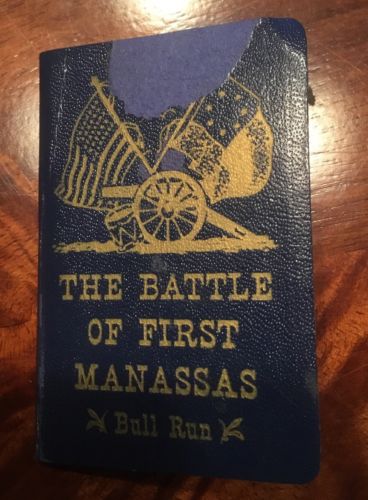 THE BATTLE
OF FIRST
MANASSAS
Bull Run